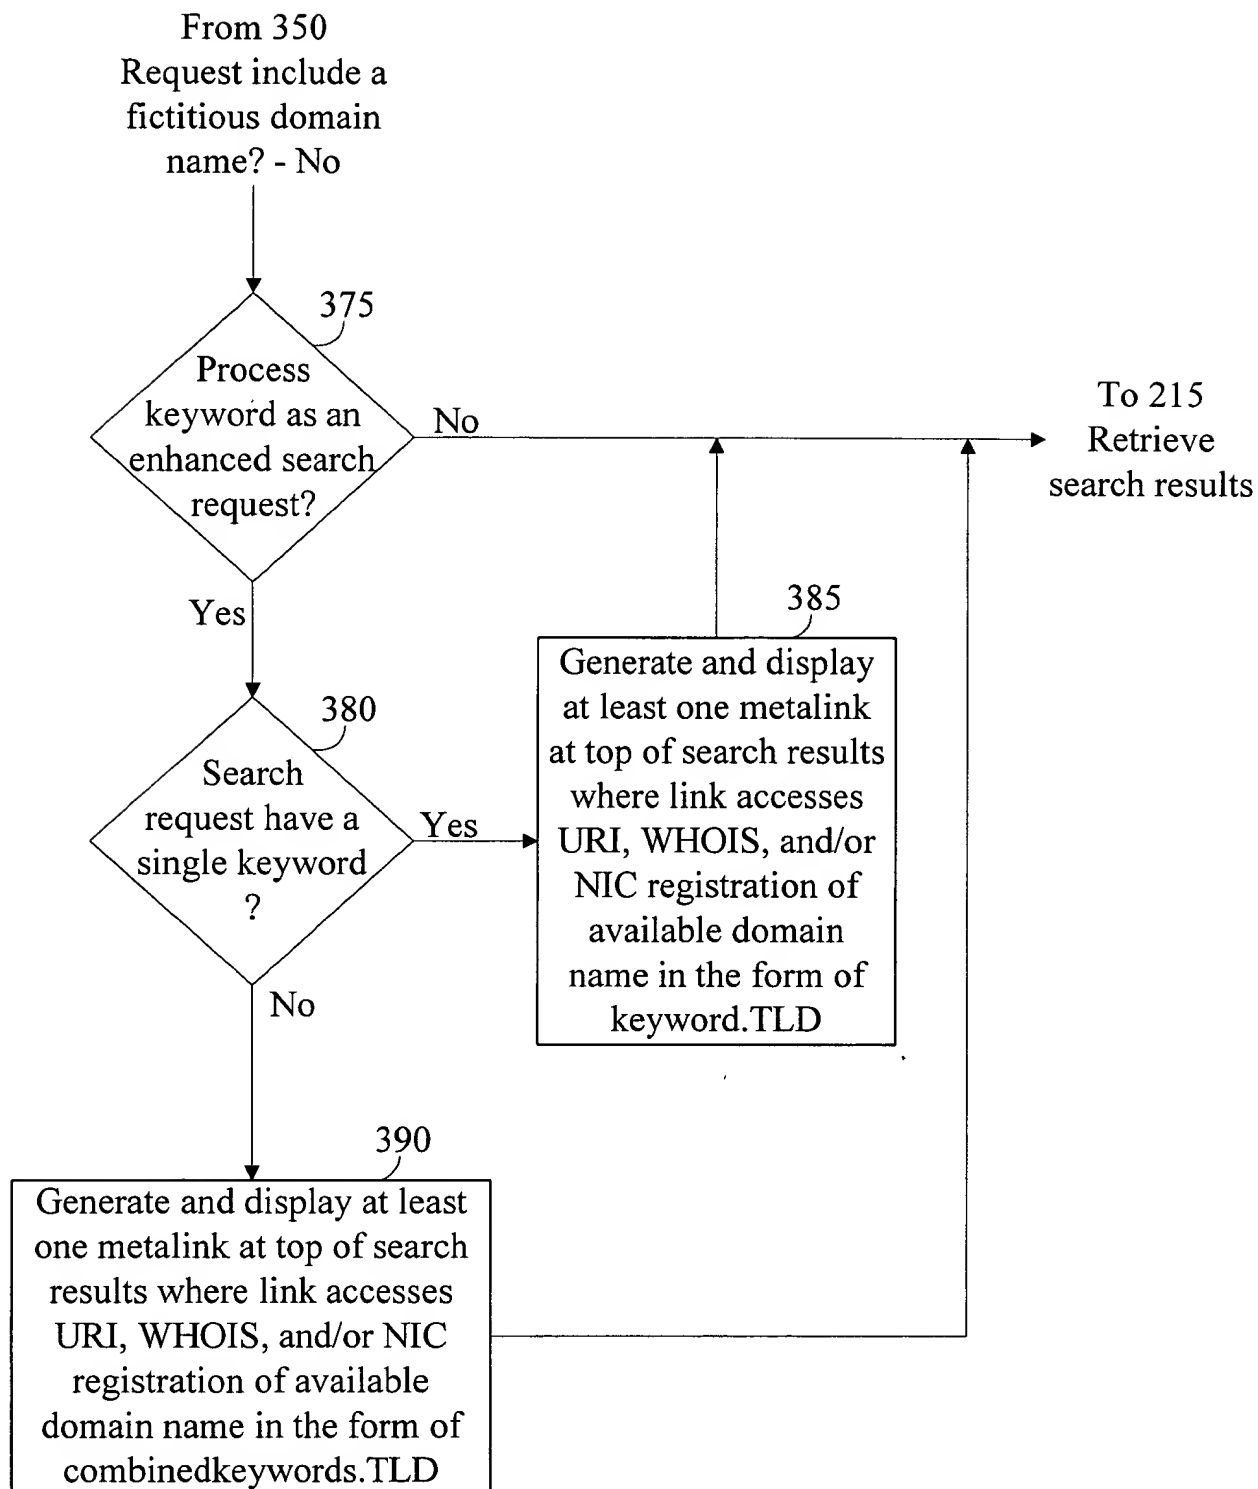 From 350
Request include a
fictitious domain
name? - No
375
Process
keyword as an
enhanced search
request?
No
To 215
Retrieve
search results
Yes
385
Generate and display
at least one metalink
at top of search results
where link accesses
URI, WHOIS, and/or
NIC registration of
available domain
name in the form of
keyword.TLD
380
Search
request have a
single keyword
?
Yes
No
390
Generate and display at least
one metalink at top of search
results where link accesses
URI, WHOIS, and/or NIC
registration of available
domain name in the form of
combinedkeywords.TLD